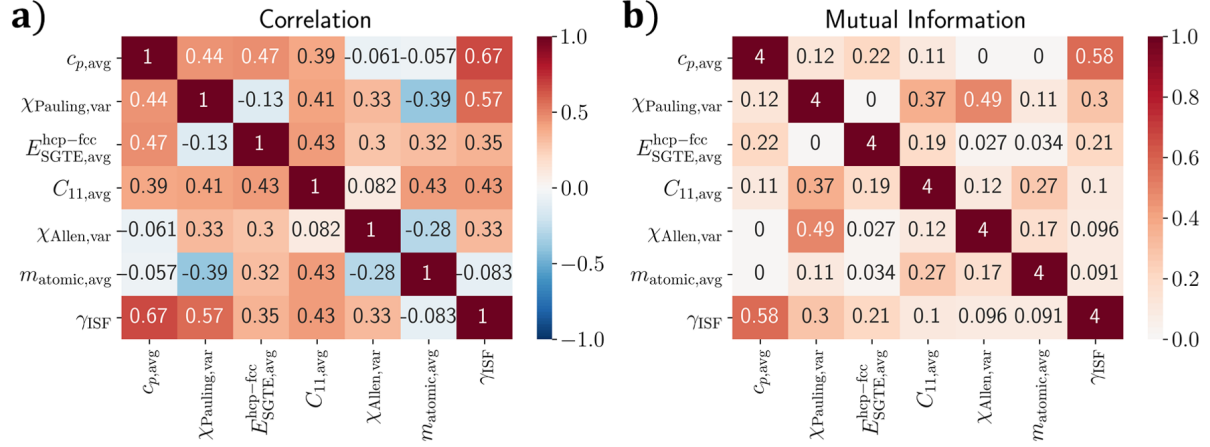 a) Correlation
c_{p,avg} 1 0.44 0.47 0.39 -0.061 -0.057 0.67
χ_{Pauling,var} 0.44 1 -0.13 0.41 0.33 -0.39 0.57
E^{hcp−fcc}_{SGTE,avg} 0.47 -0.13 1 0.43 0.3 0.32 0.35
C_{11,avg} 0.39 0.41 0.43 1 0.082 0.43 0.43
χ_{Allen,var} -0.061 0.33 0.3 0.082 1 -0.28 0.33
m_{atomic,avg} -0.057 -0.39 0.32 0.43 -0.28 1 -0.083
γ_{ISF} 0.67 0.57 0.35 0.43 0.33 -0.083 1
c_{p,avg} χ_{Pauling,var} E^{hcp−fcc}_{SGTE,avg} C_{11,avg} χ_{Allen,var} m_{atomic,avg} γ_{ISF}
1.0
0.5
0.0
−0.5
−1.0
b) Mutual Information
c_{p,avg} 4 0.12 0.22 0.11 0 0 0.58
χ_{Pauling,var} 0.12 4 0 0.37 0.49 0.11 0.3
E^{hcp−fcc}_{SGTE,avg} 0.22 0 4 0.19 0.027 0.034 0.21
C_{11,avg} 0.11 0.37 0.19 4 0.12 0.27 0.1
χ_{Allen,var} 0 0.49 0.027 0.12 4 0.17 0.096
m_{atomic,avg} 0 0.11 0.034 0.27 0.17 4 0.091
γ_{ISF} 0.58 0.3 0.21 0.1 0.096 0.091 4
c_{p,avg} χ_{Pauling,var} E^{hcp−fcc}_{SGTE,avg} C_{11,avg} χ_{Allen,var} m_{atomic,avg} γ_{ISF}
1.0
0.8
0.6
0.4
0.2
0.0